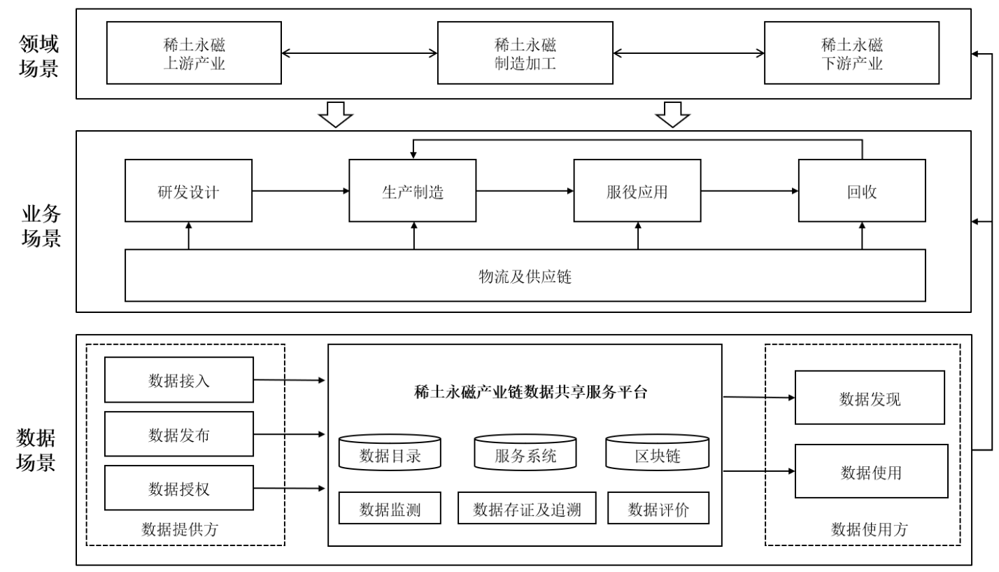 领域
场景
稀土永磁
上游产业
稀土永磁
制造加工
稀土永磁
下游产业
业务
场景
研发设计
生产制造
服役应用
回收
物流及供应链
数据
场景
数据接入
数据发布
数据授权
数据提供方
稀土永磁产业链数据共享服务平台
数据目录
服务系统
区块链
数据监测
数据存证及追溯
数据评价
数据发现
数据使用
数据使用方